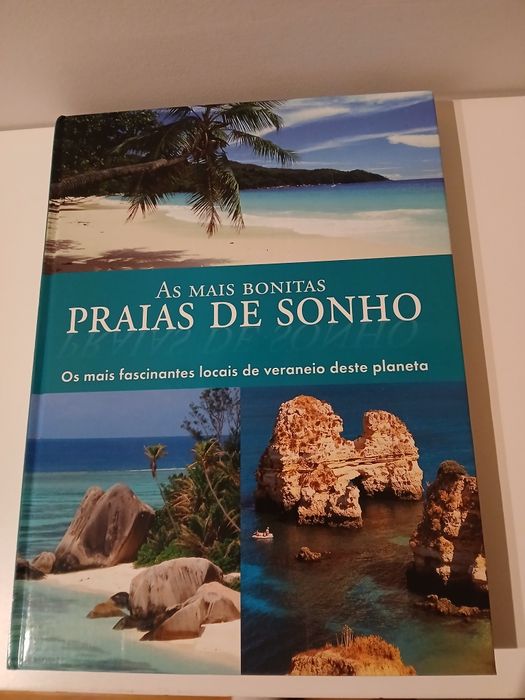 As mais bonitas
Praias de sonho
Os mais fascinantes locais de veraneio deste planeta